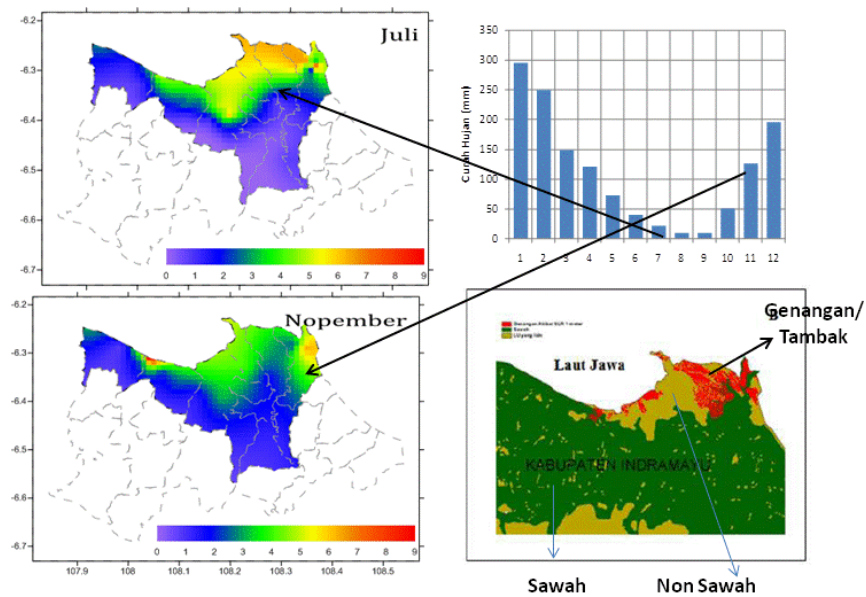 Juli
-6.2
-6.3
-6.4
-6.5
-6.6
-6.7
0 1 2 3 4 5 6 7 8 9
Nopember
-6.2
-6.3
-6.4
-6.5
-6.6
-6.7
0 1 2 3 4 5 6 7 8 9
107.9 108 108.1 108.2 108.3 108.4 108.5
Curah Hujan (mm)
350
300
250
200
150
100
50
0
1 2 3 4 5 6 7 8 9 10 11 12
Genangan/
Tambak
Sawah
Laut Jawa
KABUPATEN INDRAMAYU
Sawah
Non Sawah